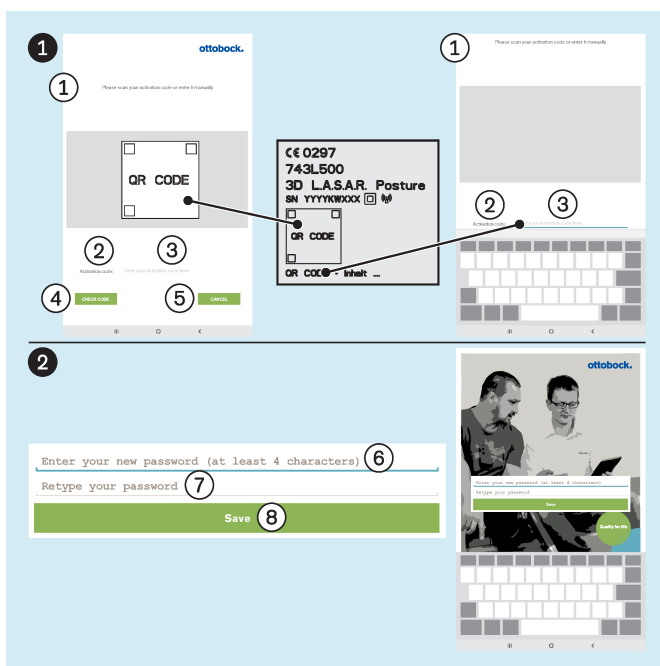 1
ottobock.
1
Please scan your activation code or enter it manually
QR CODE
2
3
Activation code:
Enter your activation code here
4
CHECK CODE
5
CANCEL
CE 0297
743L500
3D L.A.S.A.R. Posture
SN YYYYKWXXX
QR CODE
QR CODE - Inhalt ...
1
Please scan your activation code or enter it manually
2
3
Activation code:
your activation code here
2
Enter your new password (at least 4 characters)
6
Retype your password
7
Save
8
ottobock.
Enter your new password (at least 4 characters)
Retype your password
Save
Quality for life